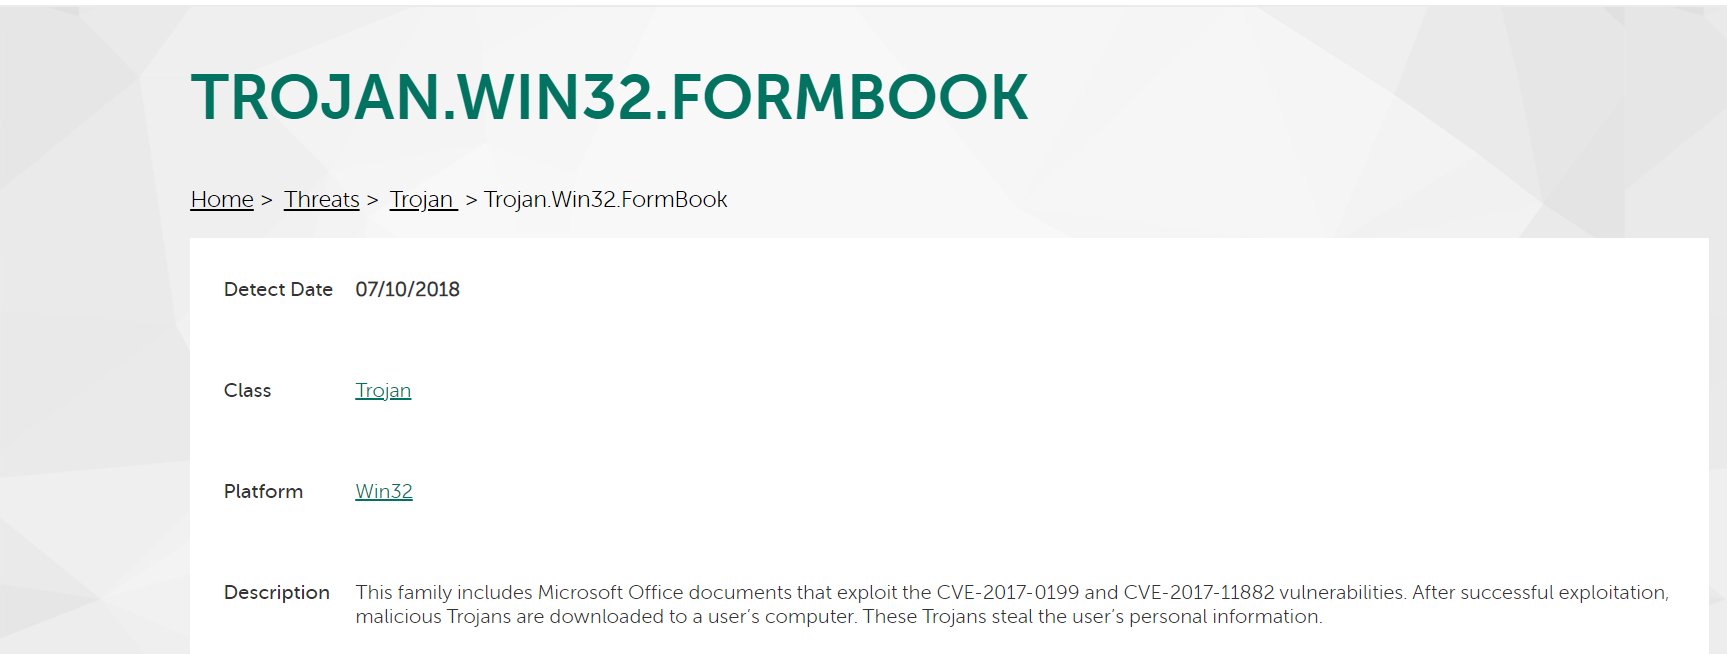 TROJAN.WIN32.FORMBOOK
Home > Threats > Trojan > Trojan.Win32.FormBook
Detect Date 07/10/2018
Class Trojan
Platform Win32
Description This family includes Microsoft Office documents that exploit the CVE-2017-0199 and CVE-2017-11882 vulnerabilities. After successful exploitation,
malicious Trojans are downloaded to a user’s computer. These Trojans steal the user’s personal information.